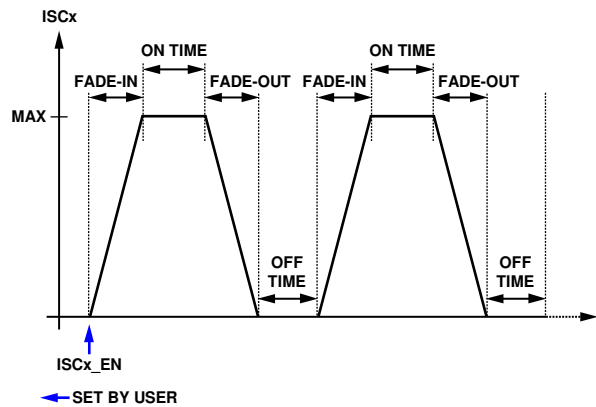 ISCx
ON TIME
ON TIME
FADE-IN
FADE-OUT
FADE-IN
FADE-OUT
MAX
OFF
TIME
OFF
TIME
ISCx_EN
SET BY USER